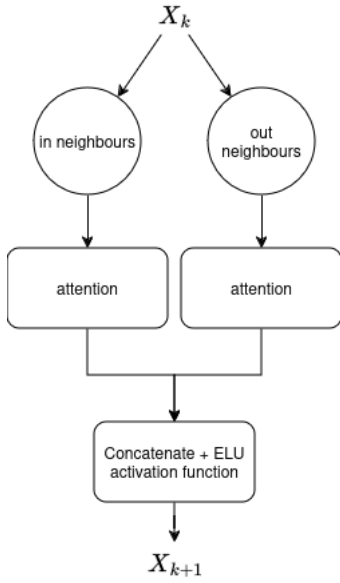 X_k
in neighbours
out
neighbours
attention
attention
Concatenate + ELU
activation function
X_{k+1}